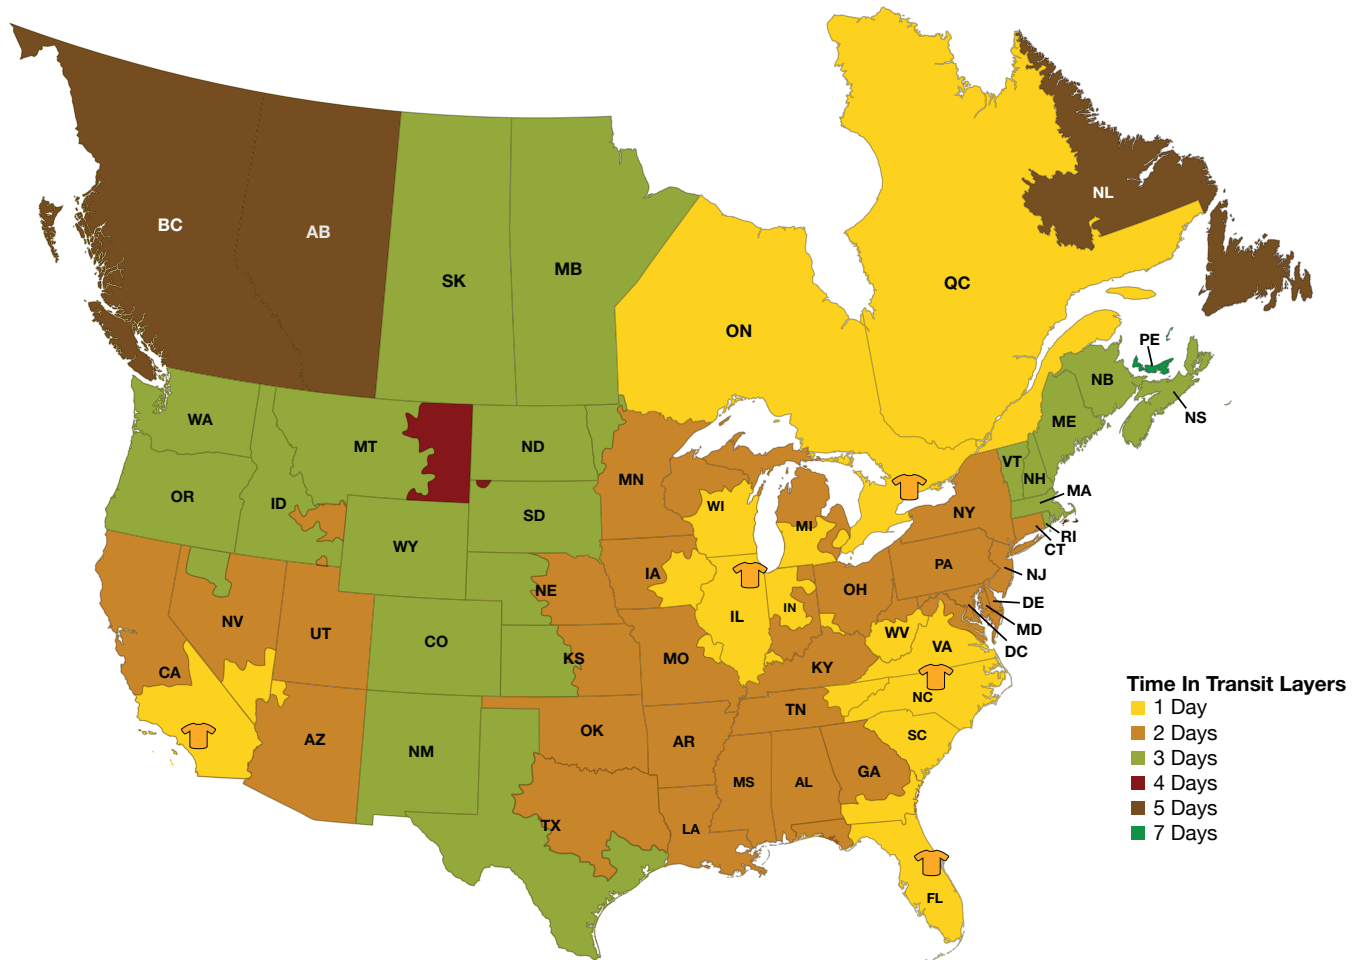 BC
AB
SK
MB
ON
QC
NL
PE
NB
NS
ME
WA
MT
ND
VT
NH
MA
OR
ID
SD
MN
WI
MI
NY
RI
CT
WY
IA
PA
NJ
NE
OH
DE
NV
UT
CO
IL
IN
WV
VA
MD
DC
CA
KS
MO
KY
NC
AZ
NM
OK
AR
TN
SC
MS
AL
GA
TX
LA
FL
Time In Transit Layers
1 Day
2 Days
3 Days
4 Days
5 Days
7 Days